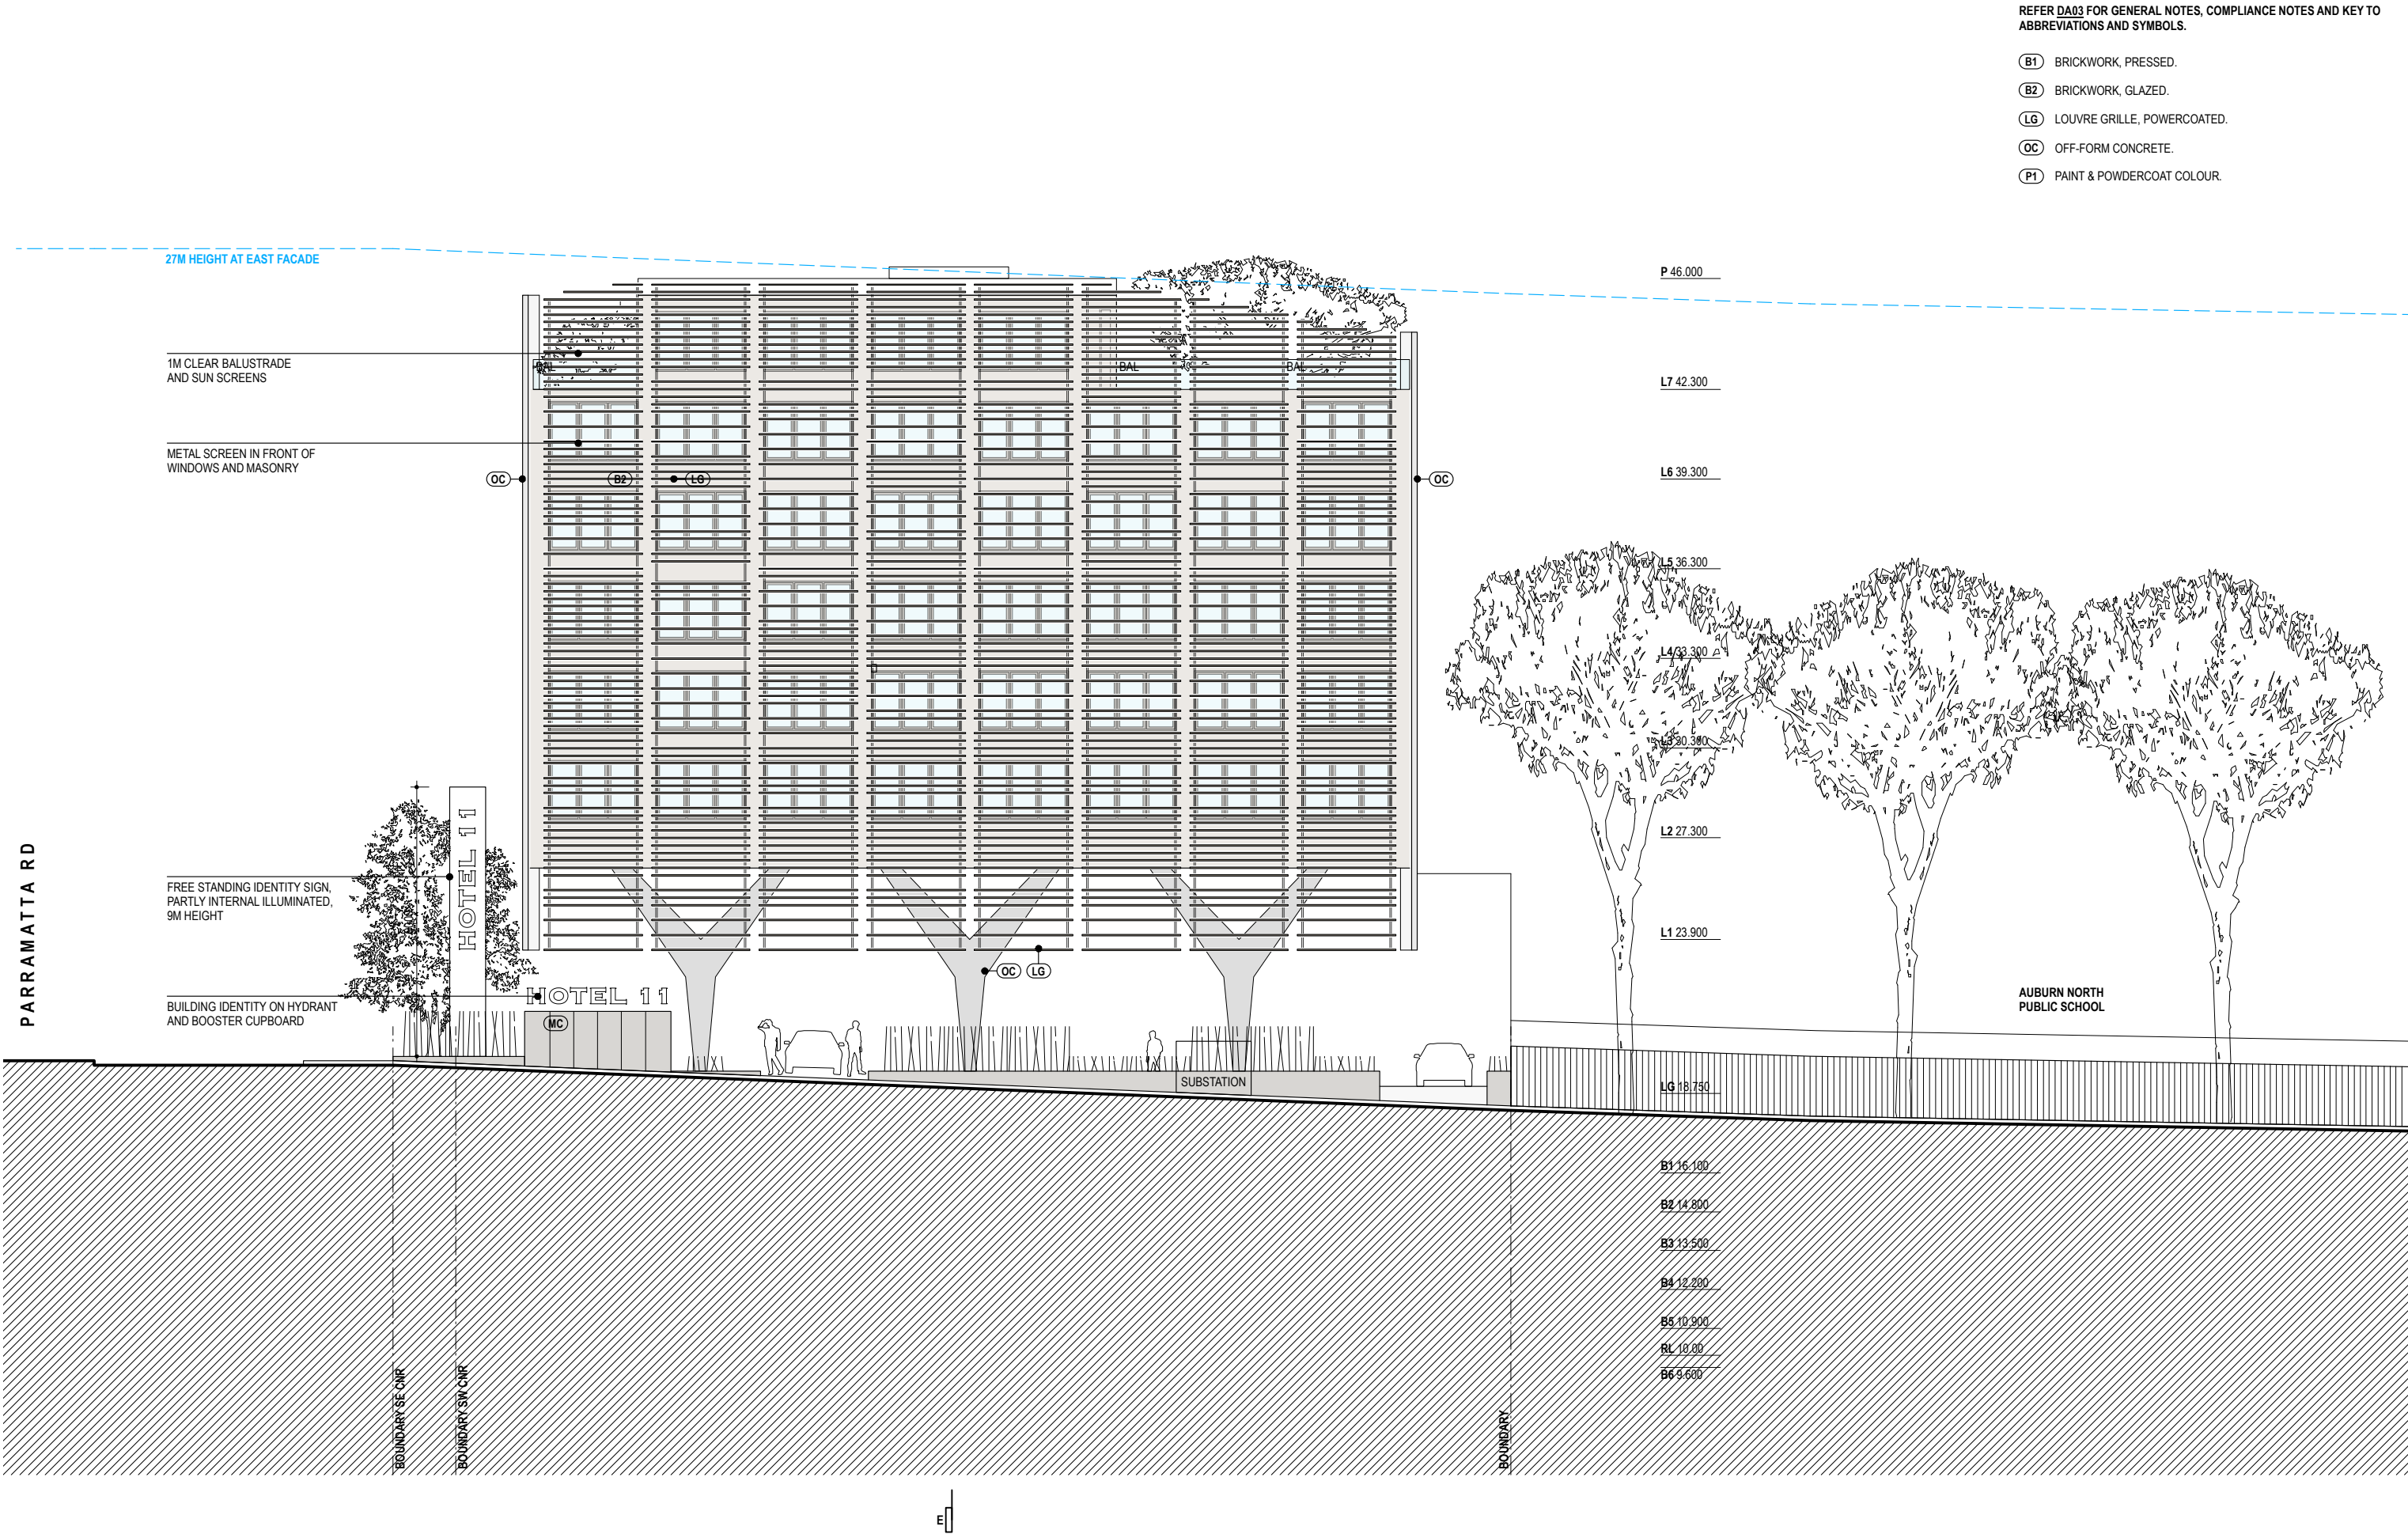 REFER DA03 FOR GENERAL NOTES, COMPLIANCE NOTES AND KEY TO
ABBREVIATIONS AND SYMBOLS.
B1 BRICKWORK, PRESSED.
B2 BRICKWORK, GLAZED.
LG LOUVRE GRILLE, POWERCOATED.
OC OFF-FORM CONCRETE.
P1 PAINT & POWDERCOAT COLOUR.
27M HEIGHT AT EAST FACADE
P 46.000
1M CLEAR BALUSTRADE
AND SUN SCREENS
BAL
BAL
BAL
L7 42.300
METAL SCREEN IN FRONT OF
WINDOWS AND MASONRY
OC
B2
LG
OC
L6 39.300
L5 36.300
L4 33.300
L3 30.300
L2 27.300
PARRAMATTA RD
HOTEL 11
FREE STANDING IDENTITY SIGN,
PARTLY INTERNAL ILLUMINATED,
9M HEIGHT
L1 23.900
OC
LG
BUILDING IDENTITY ON HYDRANT
AND BOOSTER CUPBOARD
HOTEL 11
MC
AUBURN NORTH
PUBLIC SCHOOL
SUBSTATION
LG 18.750
B1 16.100
B2 14.800
B3 13.500
B4 12.200
B5 10.900
RL 10.00
B6 9.600
BOUNDARY SE CNR
BOUNDARY SW CNR
BOUNDARY
E